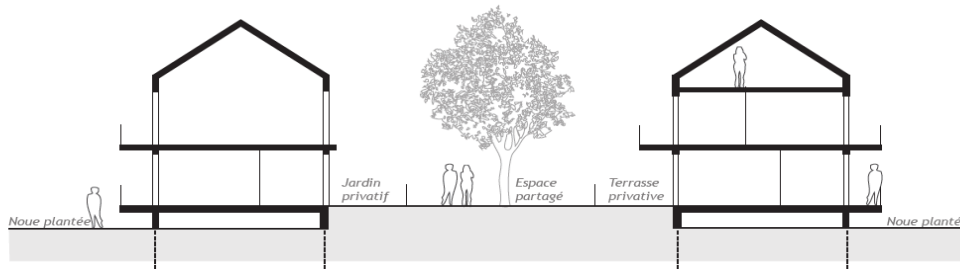 Jardin
privatif
Espace
partagé
Terrasse
privative
Noue plantée
Noue planté